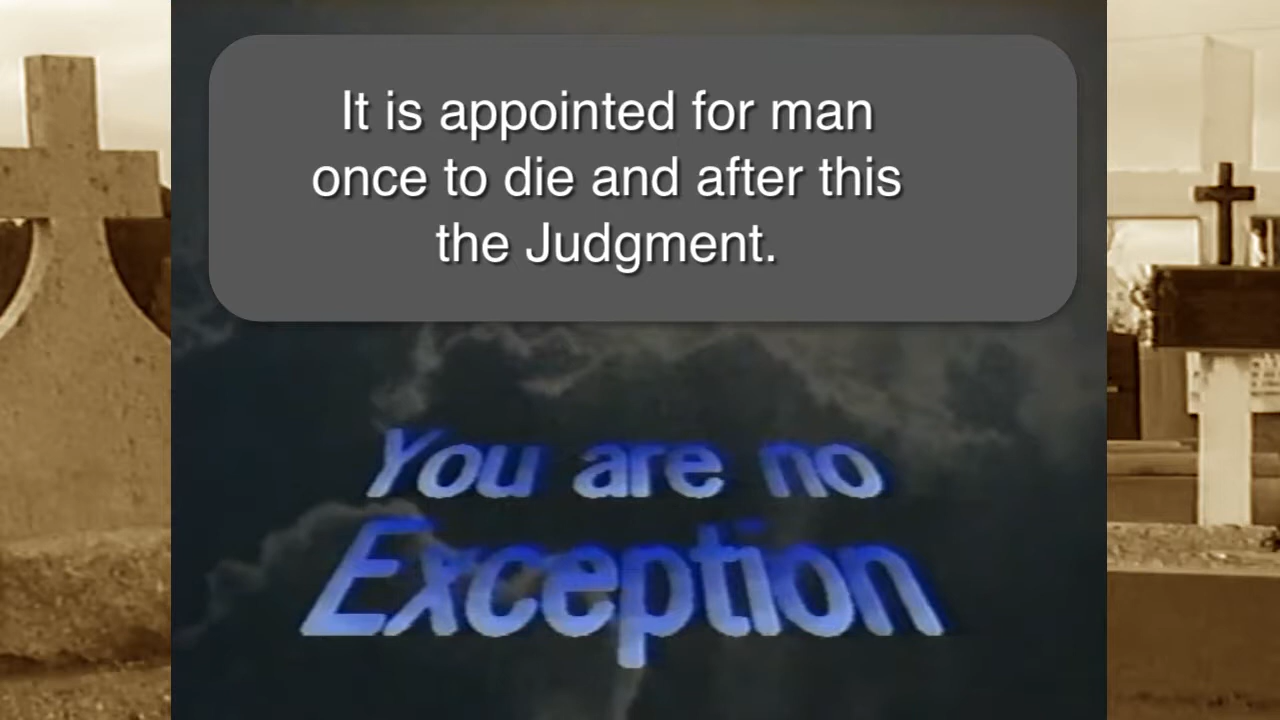 It is appointed for man
once to die and after this
the Judgment.
You are no
Exception